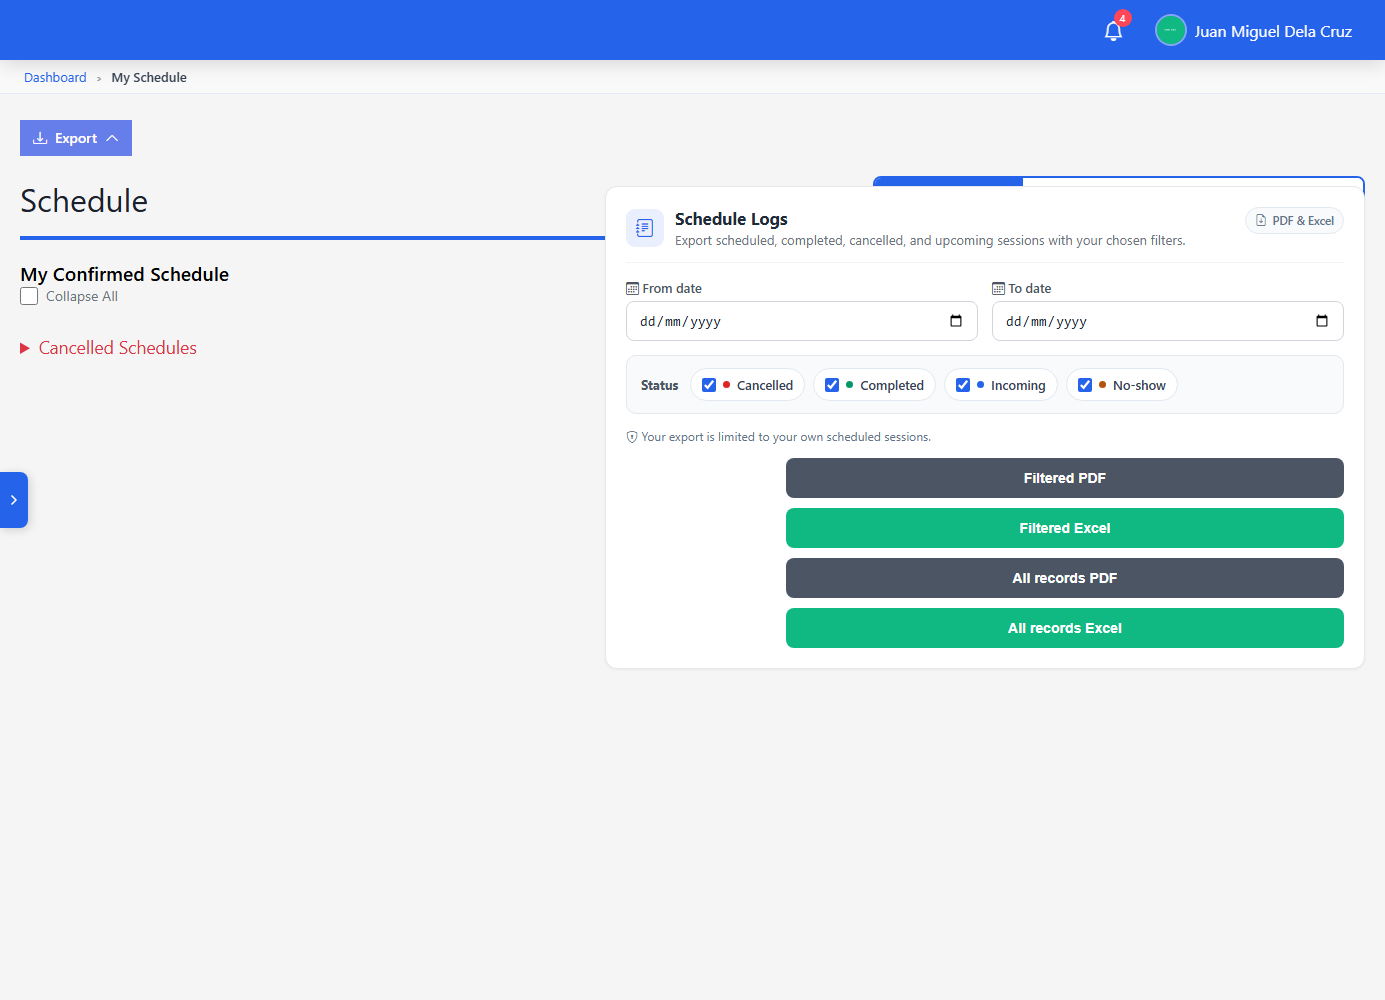 4
Juan Miguel Dela Cruz
Dashboard › My Schedule
Export
Schedule
Schedule Logs
Export scheduled, completed, cancelled, and upcoming sessions with your chosen filters.
PDF & Excel
My Confirmed Schedule
Collapse All
Cancelled Schedules
From date
To date
dd/mm/yyyy
dd/mm/yyyy
Status
Cancelled
Completed
Incoming
No-show
Your export is limited to your own scheduled sessions.
Filtered PDF
Filtered Excel
All records PDF
All records Excel